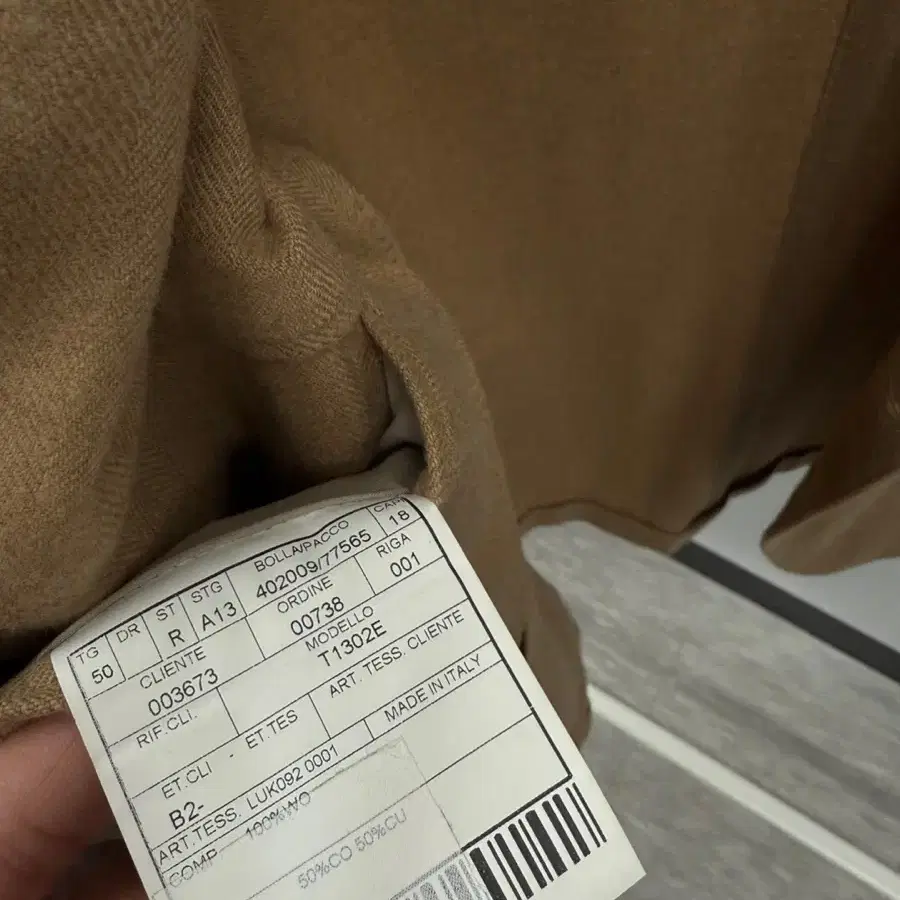 TG DR ST STG BOLLA/PACCO CAP
50 R A13 402009/77565 18
CLIENTE ORDINE RIGA
003673 00738 001
RIF.CLI. MODELLO
T1302E
ET.CLI - ET.TES ART. TESS. CLIENTE
B2-
ART.TESS. LUK092 0001 MADE IN ITALY
COMP 100%WO
50%CO 50%CU